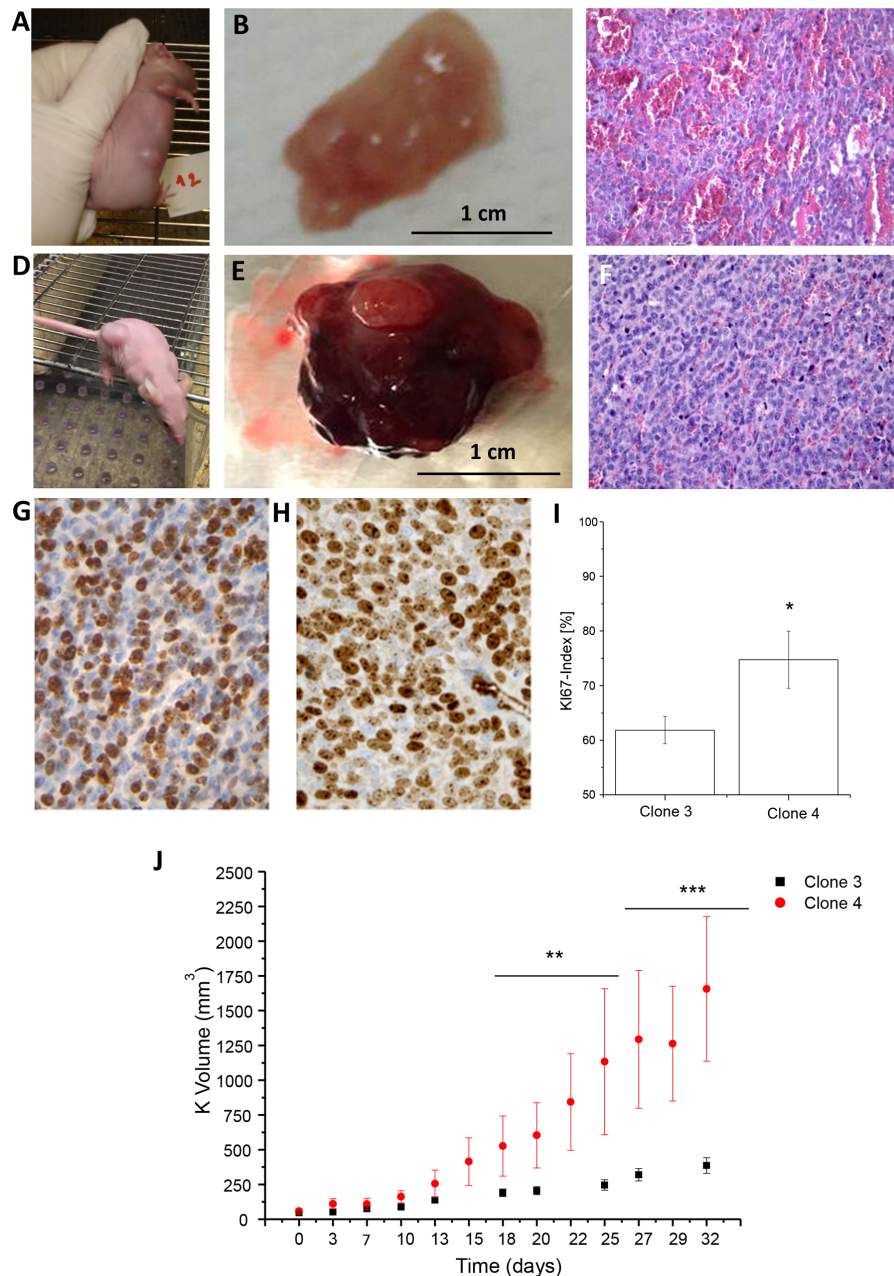 A
12
B
1 cm
C
D
E
1 cm
F
G
H
I
100
90
80
70
60
50
KI67-Index [%]
*
Clone 3
Clone 4
J
2500
2250
2000
1750
1500
1250
1000
750
500
250
0
K Volume (mm³)
**
***
Clone 3
Clone 4
0 3 7 10 13 15 18 20 22 25 27 29 32
Time (days)